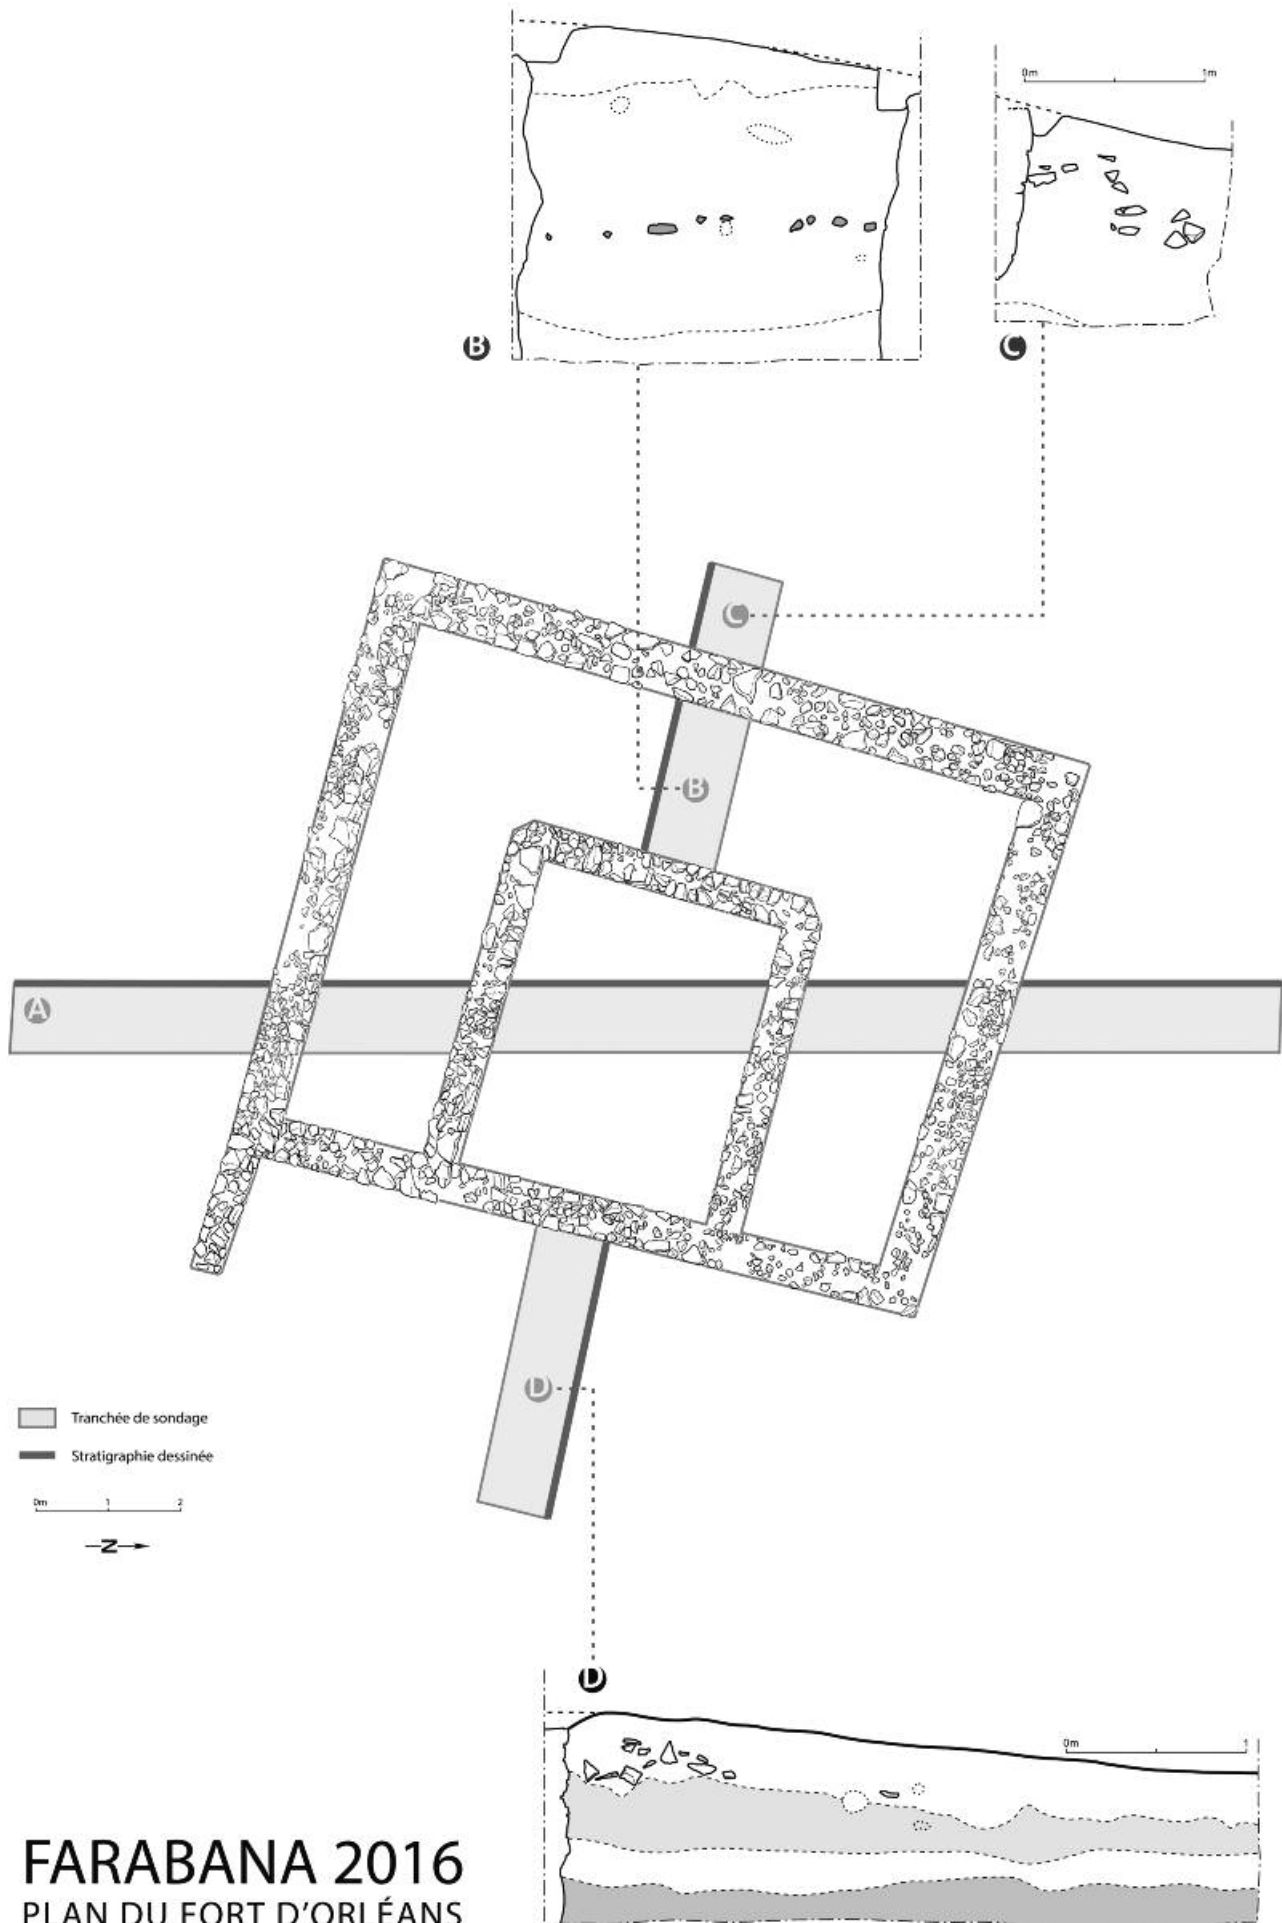 0m 1m
B
C
C
B
A
D
Tranchée de sondage
Stratigraphie dessinée
0m 1 2
N
D
0m 1
FARABANA 2016
PLAN DU FORT D'ORLÉANS